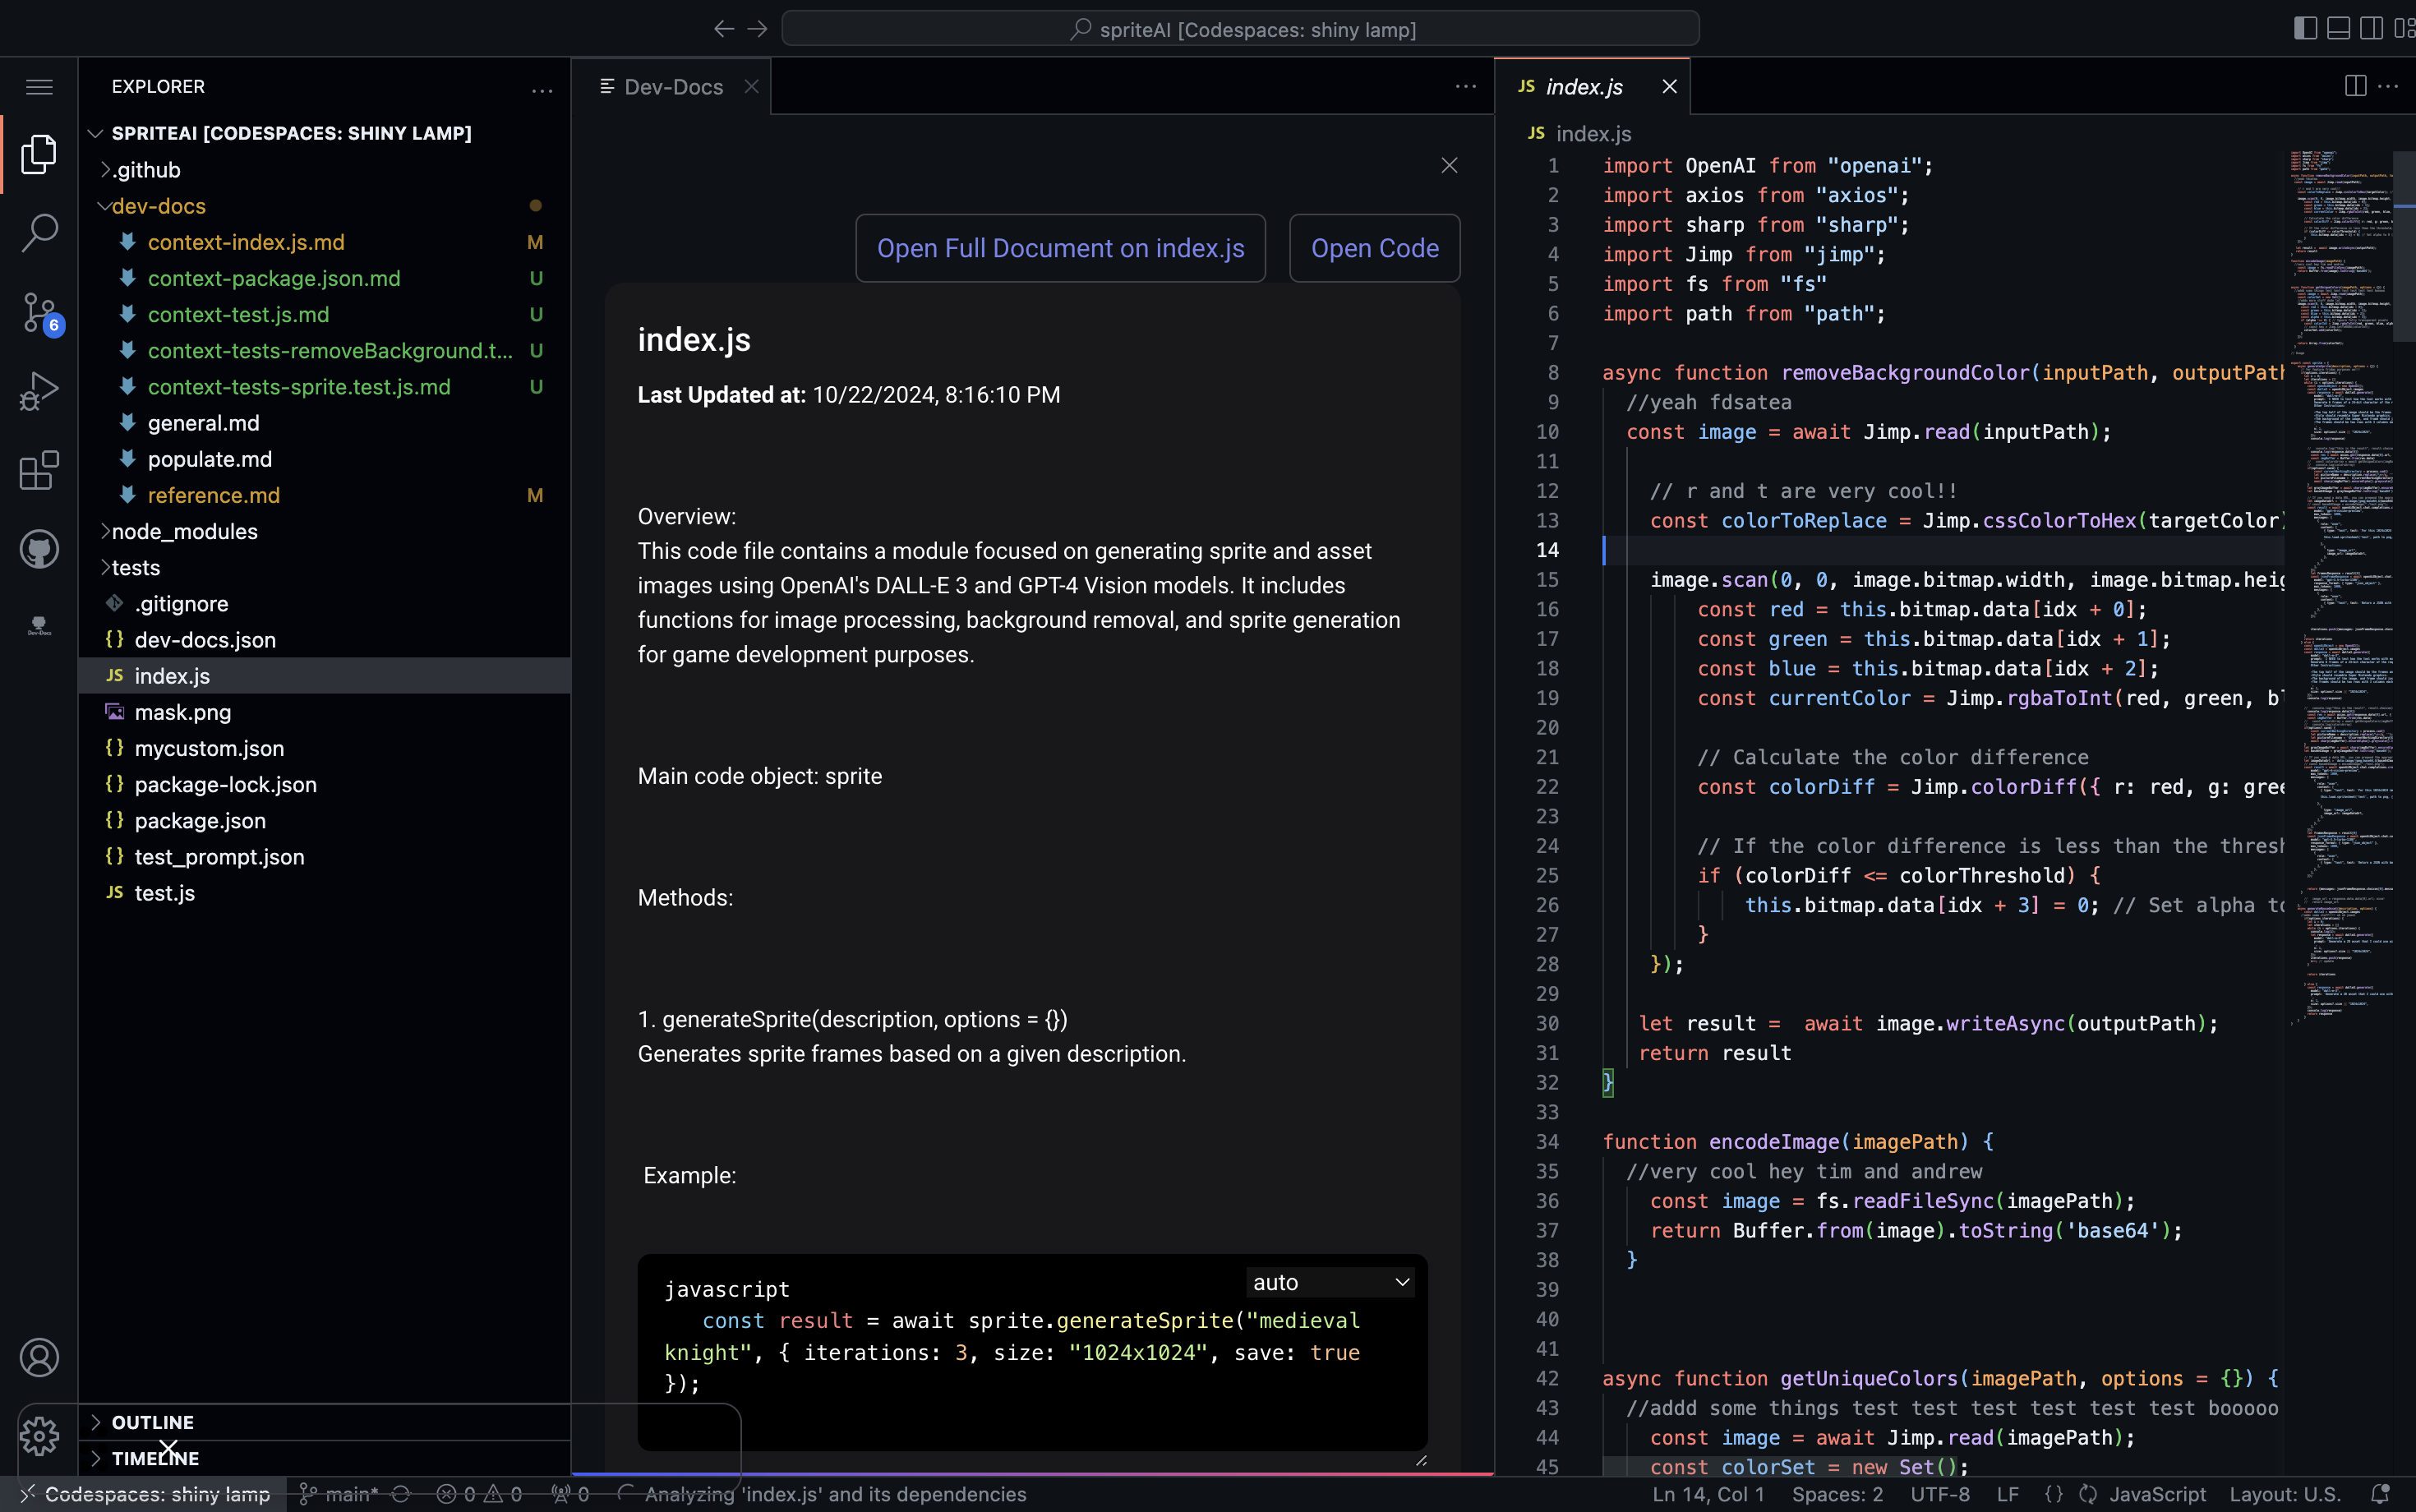 spriteAI [Codespaces: shiny lamp]
EXPLORER
SPRITEAI [CODESPACES: SHINY LAMP]
.github
dev-docs
context-index.js.md M
context-package.json.md U
context-test.js.md U
context-tests-removeBackground.t... U
context-tests-sprite.test.js.md U
general.md
populate.md
reference.md M
node_modules
tests
.gitignore
{} dev-docs.json
JS index.js
mask.png
{} mycustom.json
{} package-lock.json
{} package.json
{} test_prompt.json
JS test.js
6
Dev-Docs
OUTLINE
TIMELINE
Dev-Docs
Open Full Document on index.js
Open Code
index.js
Last Updated at: 10/22/2024, 8:16:10 PM
Overview:
This code file contains a module focused on generating sprite and asset
images using OpenAI's DALL-E 3 and GPT-4 Vision models. It includes
functions for image processing, background removal, and sprite generation
for game development purposes.
Main code object: sprite
Methods:
1. generateSprite(description, options = {})
Generates sprite frames based on a given description.
Example:
auto
javascript
const result = await sprite.generateSprite("medieval
knight", { iterations: 3, size: "1024x1024", save: true
});
JS index.js
JS index.js
1 import OpenAI from "openai";
2 import axios from "axios";
3 import sharp from "sharp";
4 import Jimp from "jimp";
5 import fs from "fs"
6 import path from "path";
7
8 async function removeBackgroundColor(inputPath, outputPath
9 //yeah fdsatea
10 const image = await Jimp.read(inputPath);
11
12 // r and t are very cool!!
13 const colorToReplace = Jimp.cssColorToHex(targetColor)
14
15 image.scan(0, 0, image.bitmap.width, image.bitmap.heig
16 const red = this.bitmap.data[idx + 0];
17 const green = this.bitmap.data[idx + 1];
18 const blue = this.bitmap.data[idx + 2];
19 const currentColor = Jimp.rgbaToInt(red, green, bl
20
21 // Calculate the color difference
22 const colorDiff = Jimp.colorDiff({ r: red, g: gree
23
24 // If the color difference is less than the thresh
25 if (colorDiff <= colorThreshold) {
26 this.bitmap.data[idx + 3] = 0; // Set alpha to
27 }
28 });
29
30 let result =  await image.writeAsync(outputPath);
31 return result
32 }
33
34 function encodeImage(imagePath) {
35 //very cool hey tim and andrew
36 const image = fs.readFileSync(imagePath);
37 return Buffer.from(image).toString('base64');
38 }
39
40
41
42 async function getUniqueColors(imagePath, options = {}) {
43 //addd some things test test test test test test booooo
44 const image = await Jimp.read(imagePath);
45 const colorSet = new Set();
Codespaces: shiny lamp
main*
0
0
0
Analyzing 'index.js' and its dependencies
Ln 14, Col 1
Spaces: 2
UTF-8
LF
{}
JavaScript
Layout: U.S.